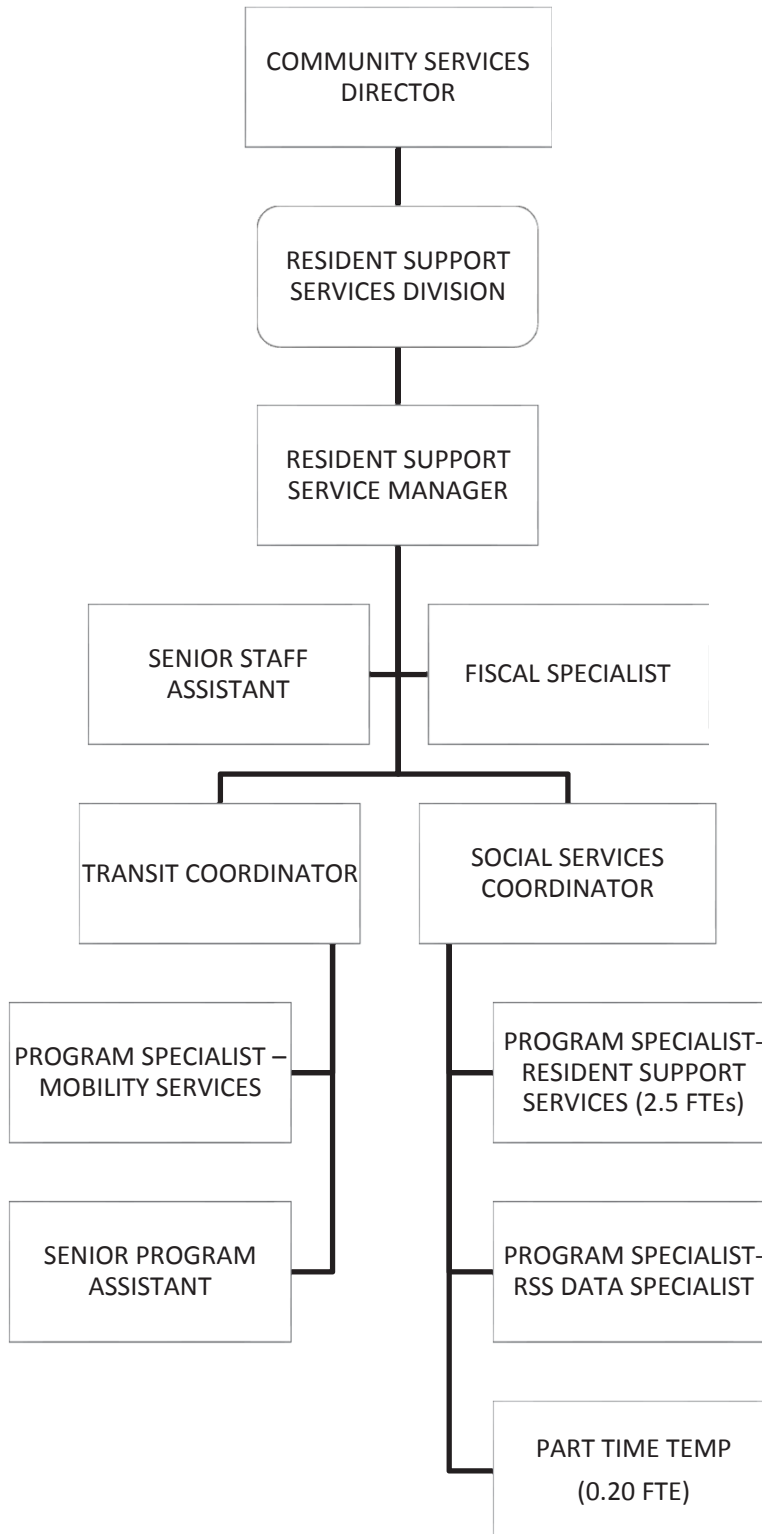 COMMUNITY SERVICES
DIRECTOR
RESIDENT SUPPORT
SERVICES DIVISION
RESIDENT SUPPORT
SERVICE MANAGER
SENIOR STAFF
ASSISTANT
FISCAL SPECIALIST
TRANSIT COORDINATOR
SOCIAL SERVICES
COORDINATOR
PROGRAM SPECIALIST –
MOBILITY SERVICES
PROGRAM SPECIALIST-
RESIDENT SUPPORT
SERVICES (2.5 FTEs)
SENIOR PROGRAM
ASSISTANT
PROGRAM SPECIALIST-
RSS DATA SPECIALIST
PART TIME TEMP
(0.20 FTE)